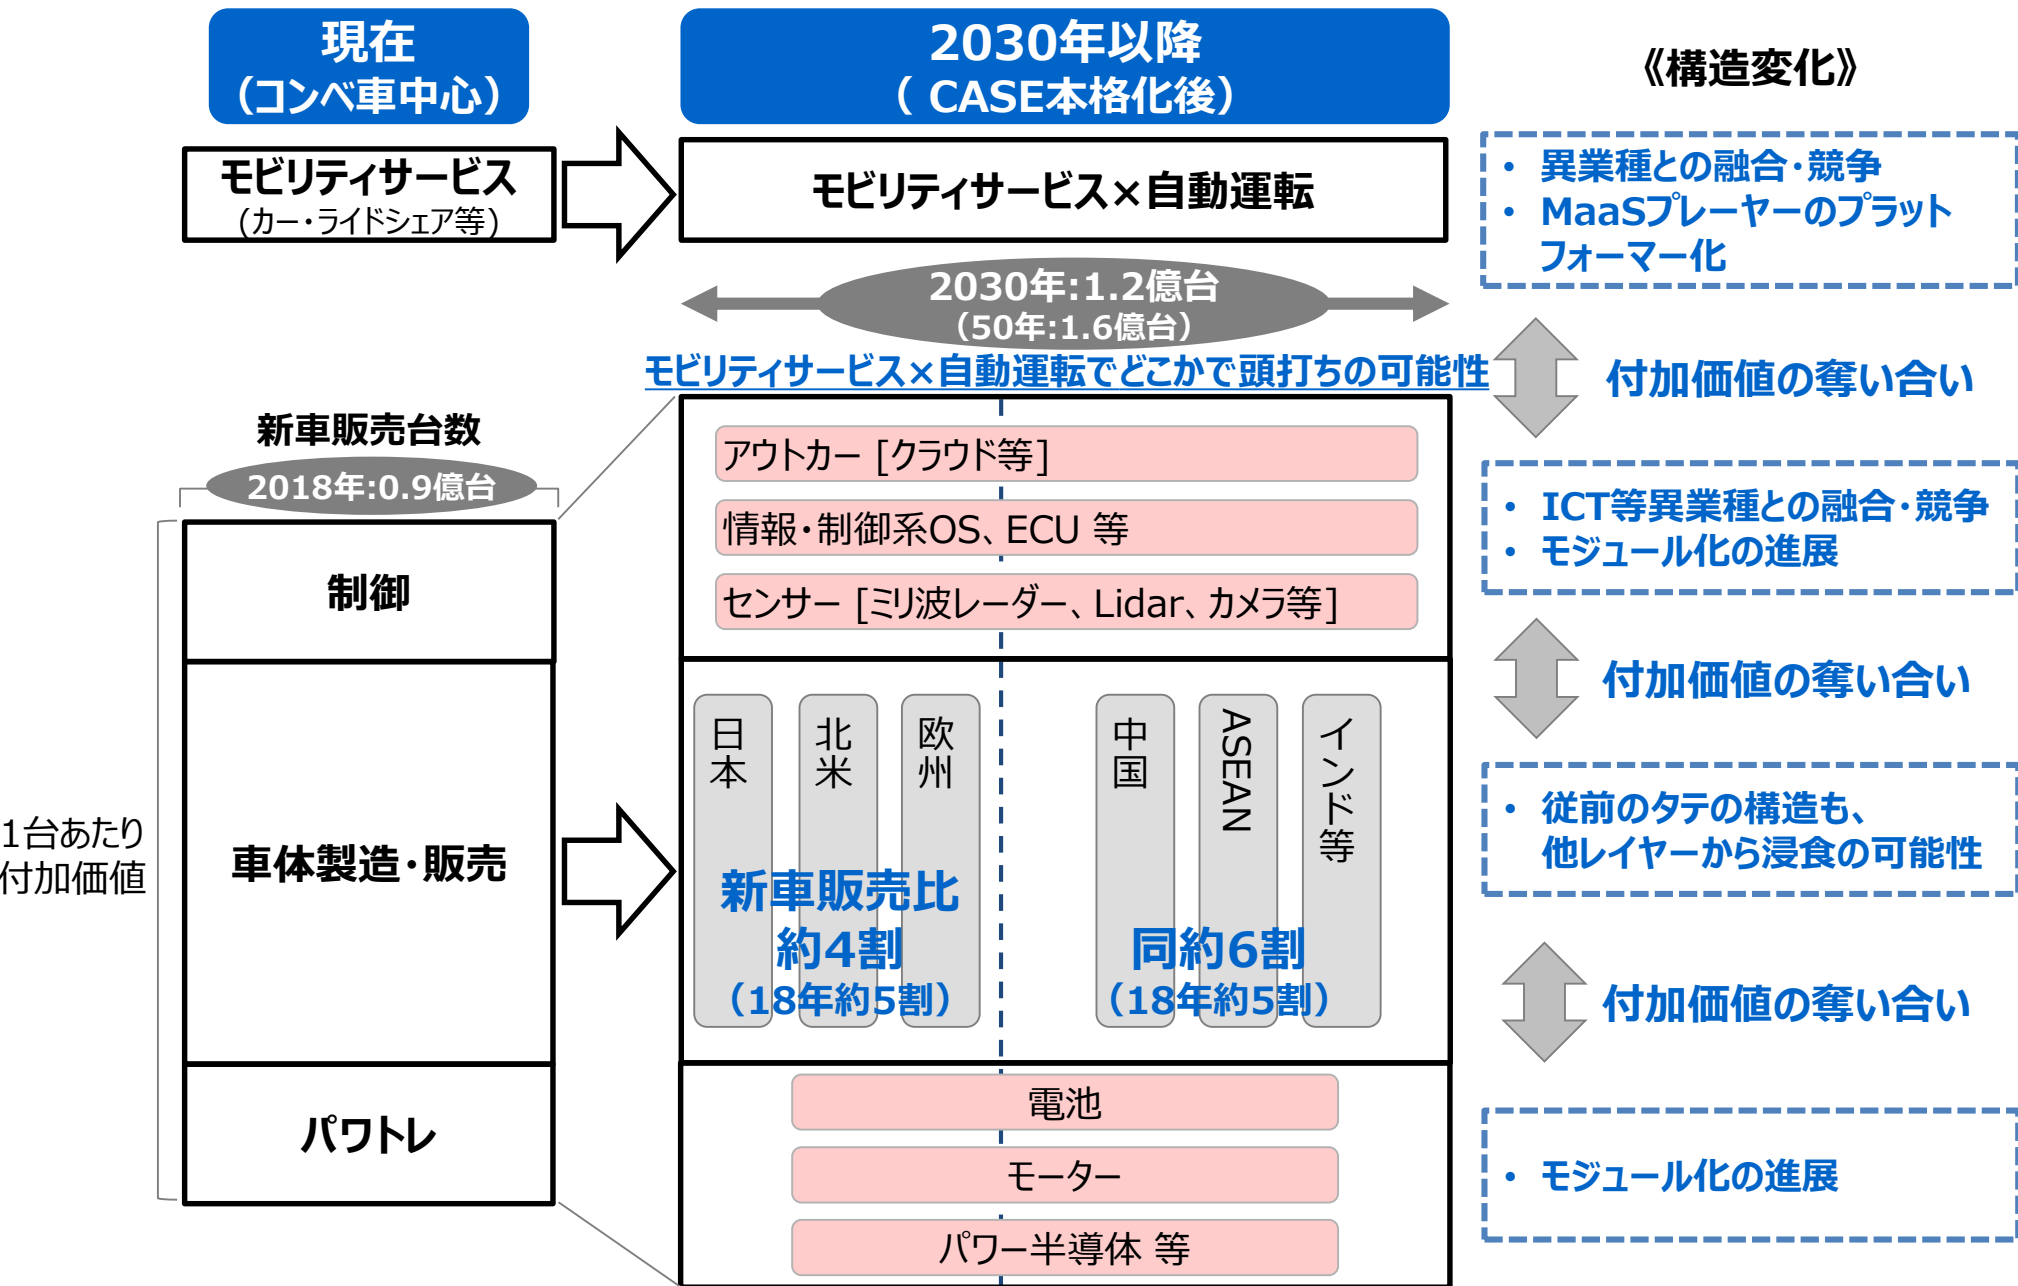 現在
（コンベ車中心）
2030年以降
（ CASE本格化後）
《構造変化》
モビリティサービス
(カー・ライドシェア等)
モビリティサービス×自動運転
• 異業種との融合・競争
• MaaSプレーヤーのプラット
フォーマー化
2030年:1.2億台
（50年:1.6億台）
モビリティサービス×自動運転でどこかで頭打ちの可能性
付加価値の奪い合い
新車販売台数
2018年:0.9億台
アウトカー [クラウド等]
情報・制御系OS、ECU 等
センサー [ミリ波レーダー、Lidar、カメラ等]
• ICT等異業種との融合・競争
• モジュール化の進展
制御
付加価値の奪い合い
1台あたり
付加価値
車体製造・販売
日本
北米
欧州
中国
ASEAN
インド等
新車販売比
約4割
（18年約5割）
同約6割
（18年約5割）
• 従前のタテの構造も、
他レイヤーから浸食の可能性
付加価値の奪い合い
パワトレ
電池
モーター
パワー半導体 等
• モジュール化の進展